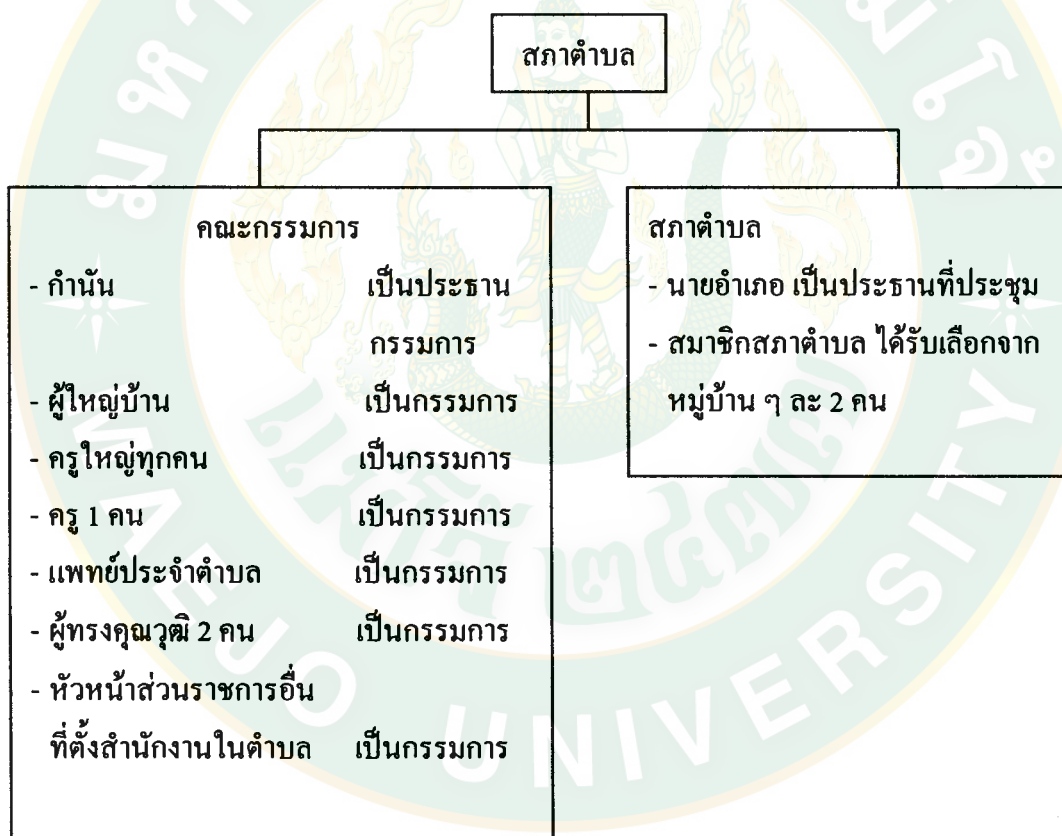 สภาตำบล
คณะกรรมการ
- กำนัน เป็นประธาน
กรรมการ
- ผู้ใหญ่บ้าน เป็นกรรมการ
- ครูใหญ่ทุกคน เป็นกรรมการ
- ครู 1 คน เป็นกรรมการ
- แพทย์ประจำตำบล เป็นกรรมการ
- ผู้ทรงคุณวุฒิ 2 คน เป็นกรรมการ
- หัวหน้าส่วนราชการอื่น
ที่ตั้งสำนักงานในตำบล เป็นกรรมการ
สภาตำบล
- นายอำเภอ เป็นประธานที่ประชุม
- สมาชิกสภาตำบล ได้รับเลือกจาก
หมู่บ้าน ๆ ละ 2 คน
แม่โจ้ ๒๔๗๗
MAEJO UNIVERSITY